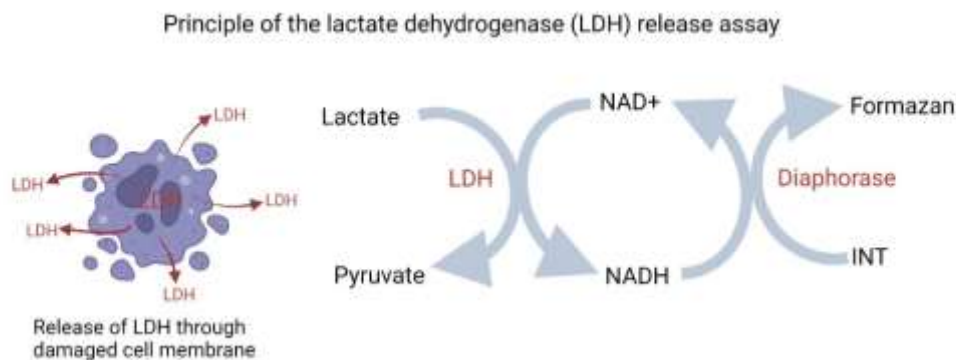 Principle of the lactate dehydrogenase (LDH) release assay
LDH
LDH
LDH
LDH
LDH
LDH
Release of LDH through
damaged cell membrane
Lactate
NAD+
Formazan
LDH
Diaphorase
Pyruvate
NADH
INT